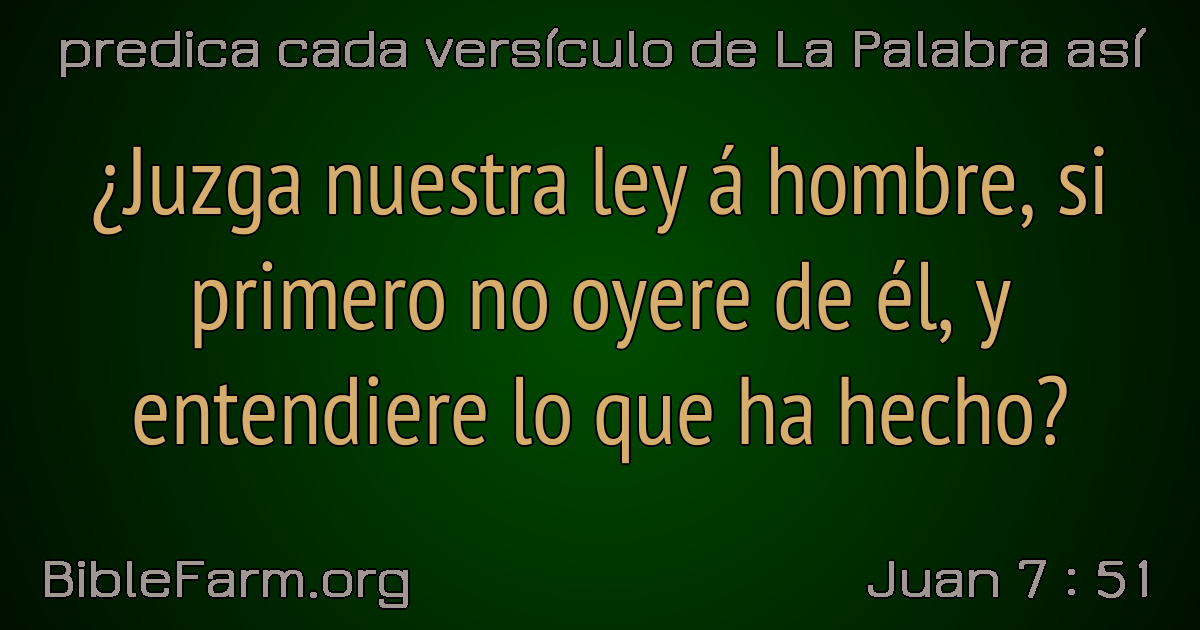 predica cada versículo de La Palabra así
¿Juzga nuestra ley á hombre, si
primero no oyere de él, y
entendiere lo que ha hecho?
BibleFarm.org
Juan 7 : 51